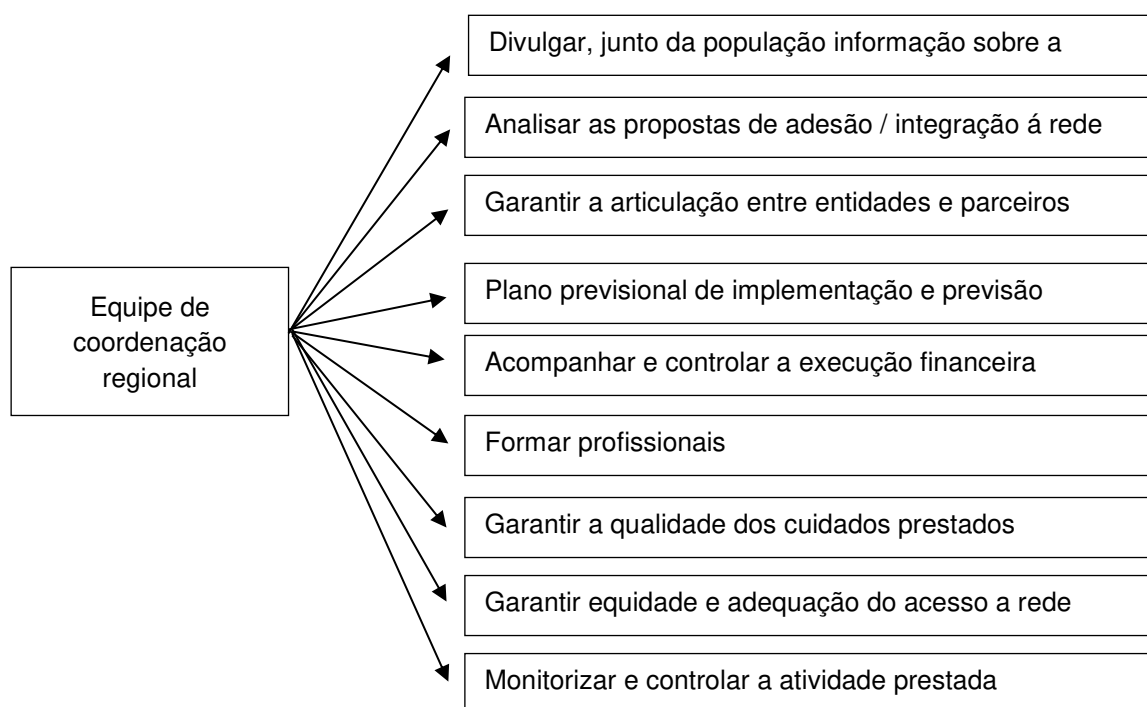 Divulgar, junto da população informação sobre a
Analisar as propostas de adesão / integração á rede
Garantir a articulação entre entidades e parceiros
Plano previsional de implementação e previsão
Equipe de
coordenação
regional
Acompanhar e controlar a execução financeira
Formar profissionais
Garantir a qualidade dos cuidados prestados
Garantir equidade e adequação do acesso a rede
Monitorizar e controlar a atividade prestada